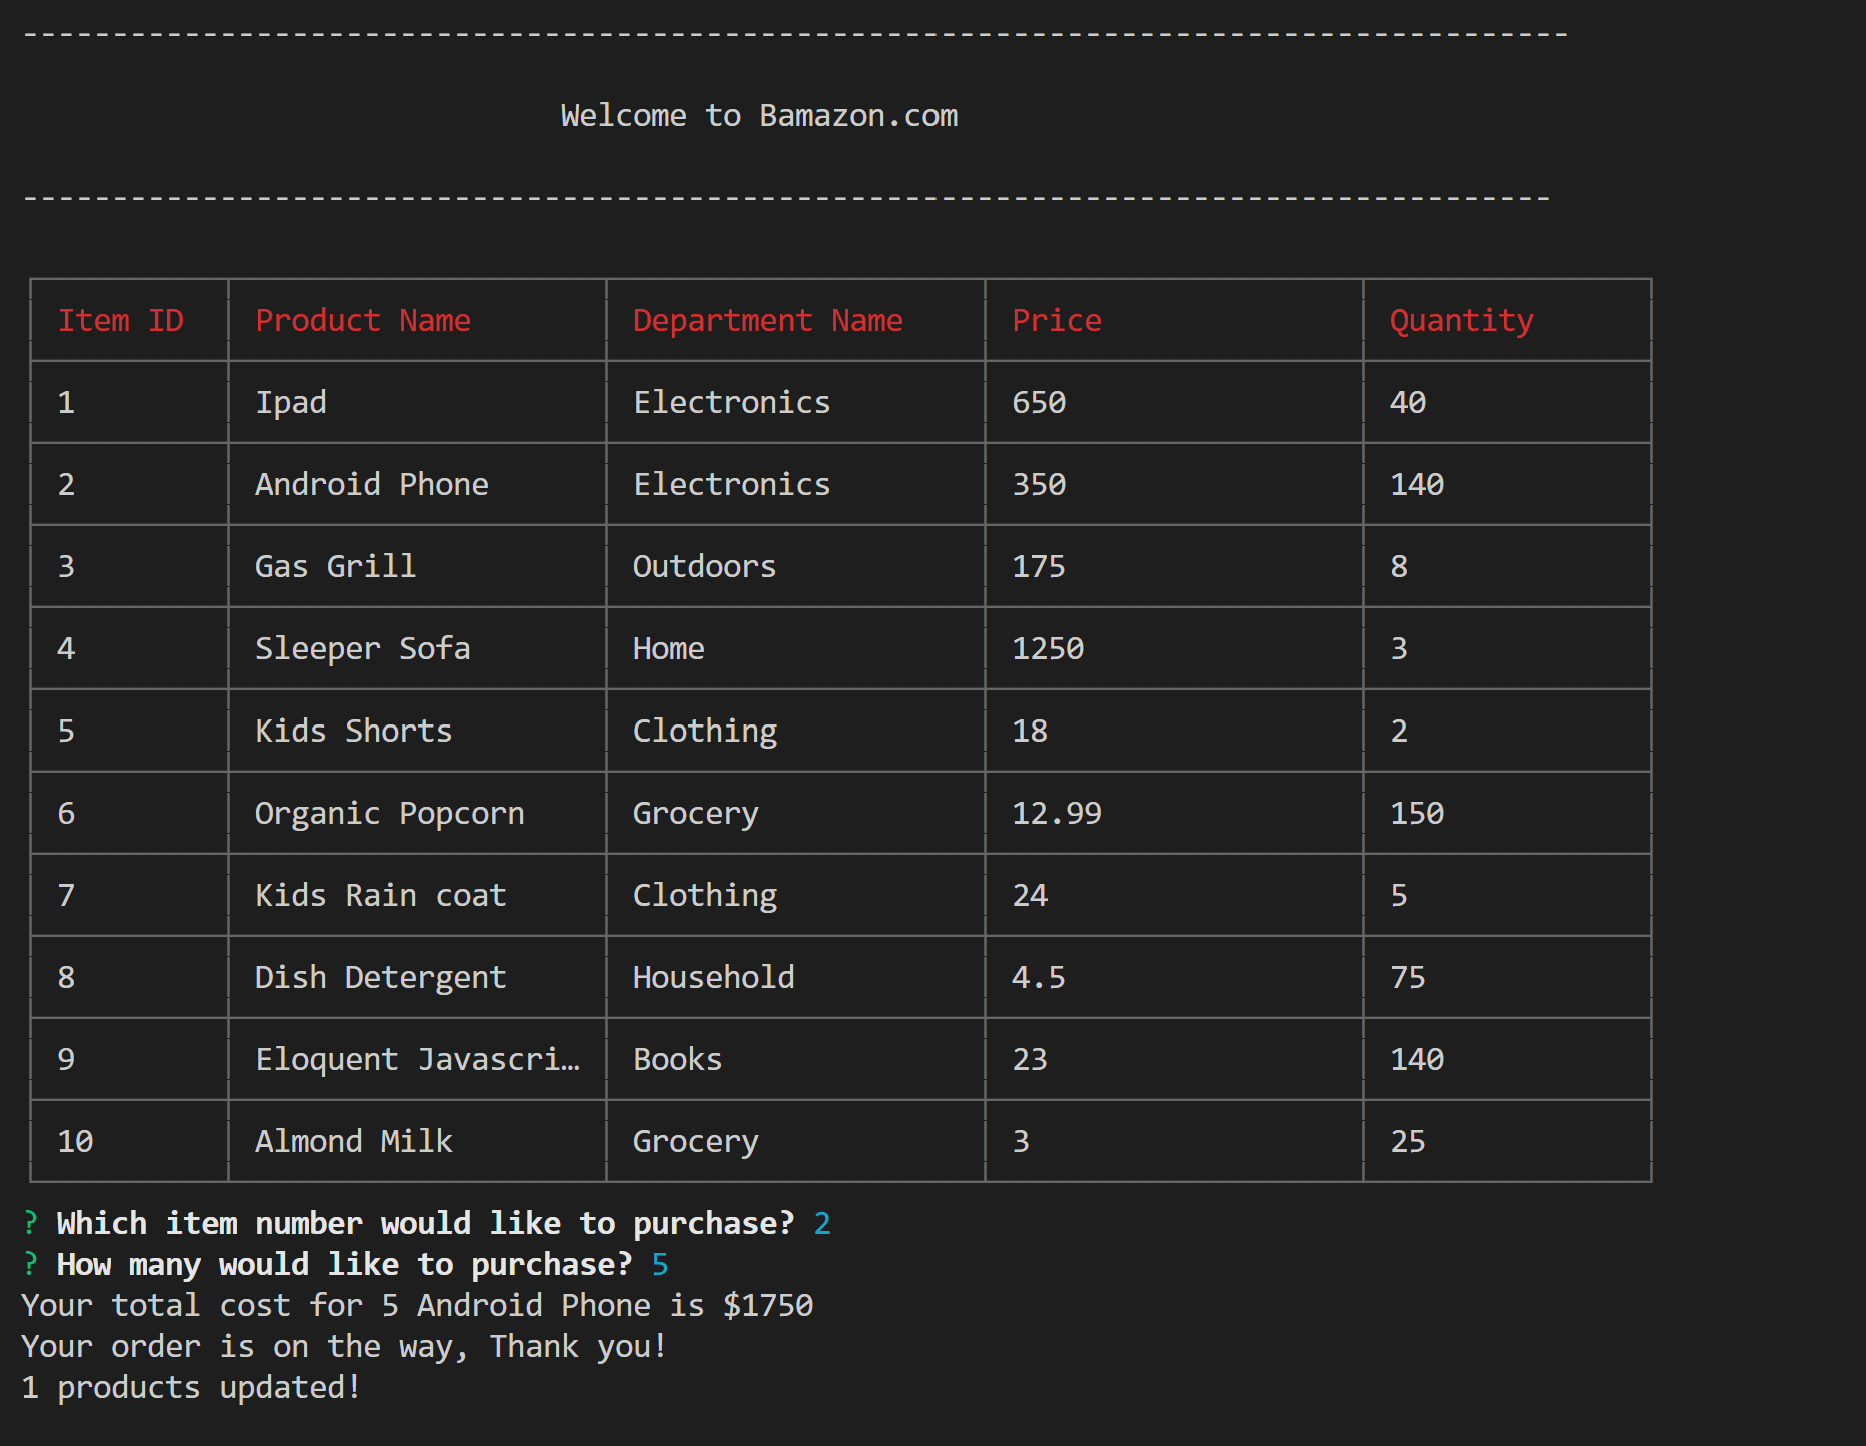 --------------------------------------------------------------------------------------
Welcome to Bamazon.com
-------------------------------------------------------------------------------------
Item ID Product Name Department Name Price Quantity
1 Ipad Electronics 650 40
2 Android Phone Electronics 350 140
3 Gas Grill Outdoors 175 8
4 Sleeper Sofa Home 1250 3
5 Kids Shorts Clothing 18 2
6 Organic Popcorn Grocery 12.99 150
7 Kids Rain coat Clothing 24 5
8 Dish Detergent Household 4.5 75
9 Eloquent Javascri… Books 23 140
10 Almond Milk Grocery 3 25
? Which item number would like to purchase? 2
? How many would like to purchase? 5
Your total cost for 5 Android Phone is $1750
Your order is on the way, Thank you!
1 products updated!